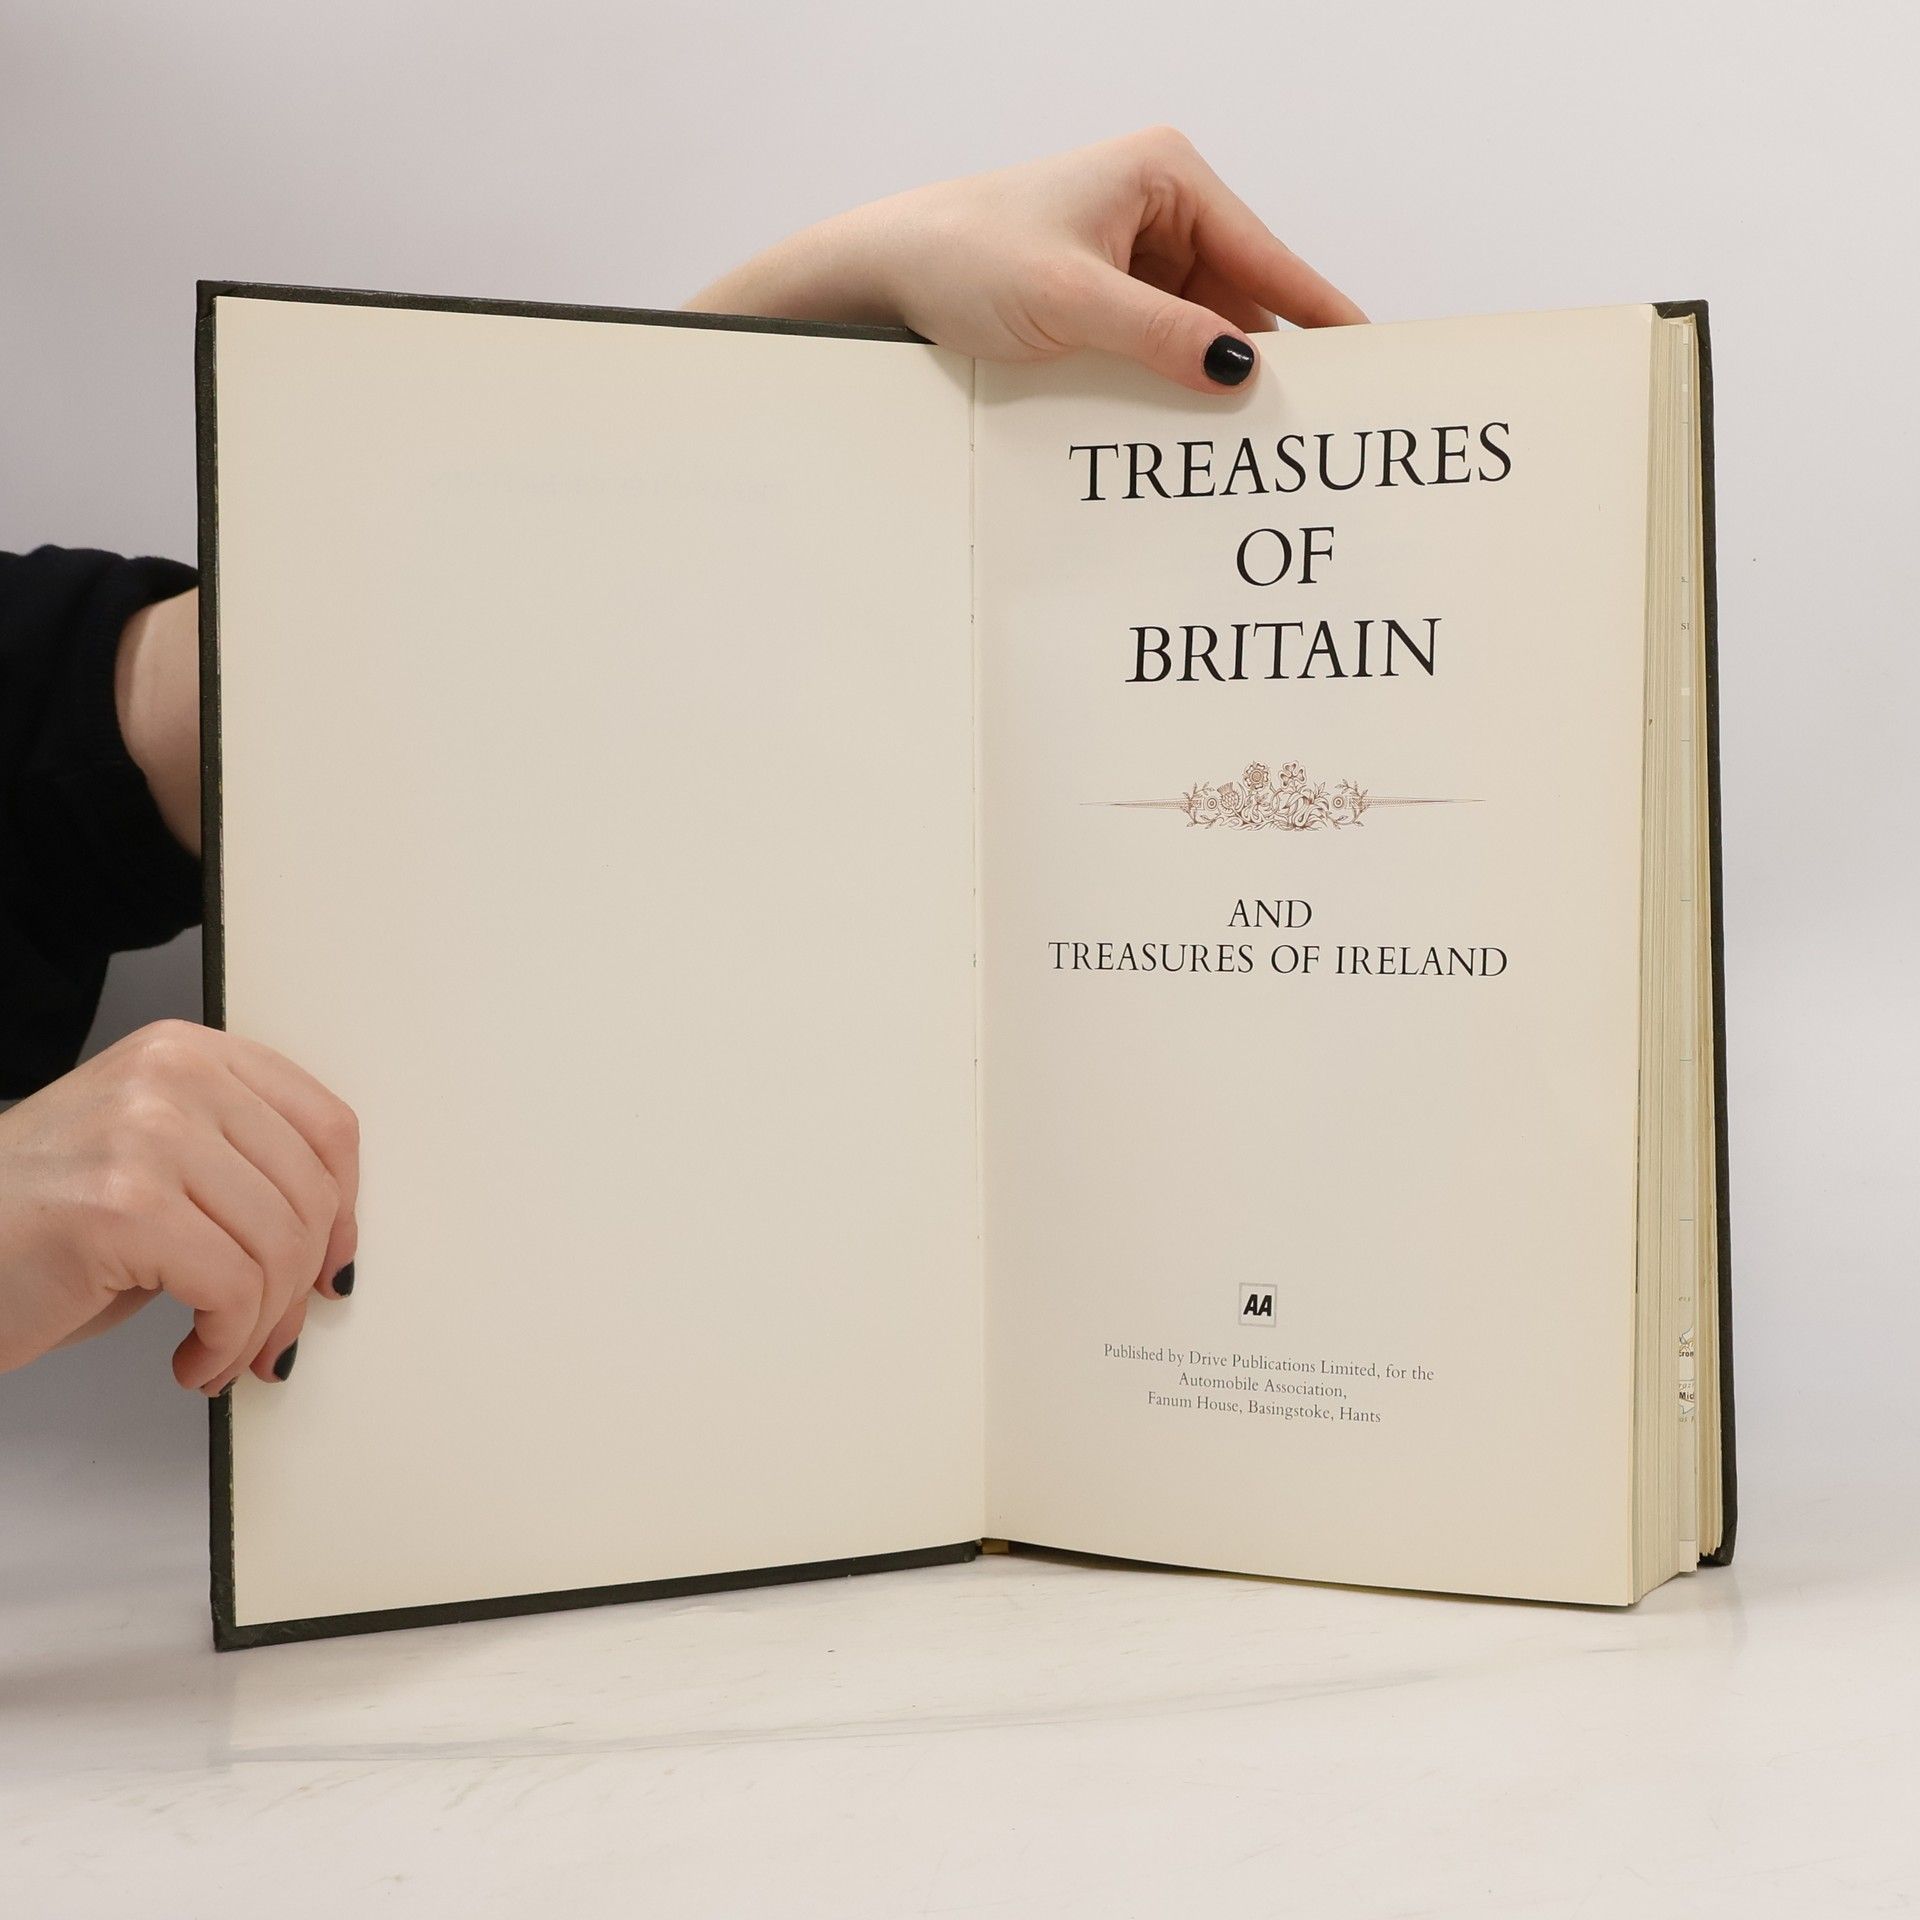 TREASURES
OF
BRITAIN
AND
TREASURES OF IRELAND
AA
Published by Drive Publications Limited, for the
Automobile Association,
Fanum House, Basingstoke, Hants